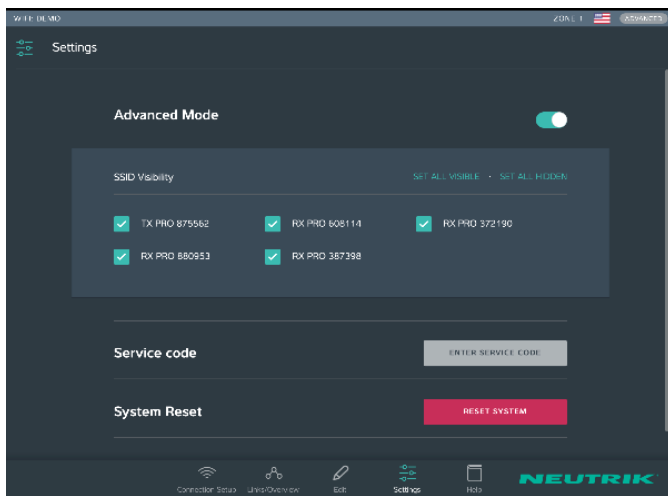 WIFE DEMO ZONE 1 ADVANCED
Settings
Advanced Mode
SSID Visibility SET ALL VISIBLE - SET ALL HIDDEN
TX PRO 875562 RX PRO 608114 RX PRO 372190
RX PRO 880953 RX PRO 387398
Service code ENTER SERVICE CODE
System Reset RESET SYSTEM
Connection Setup Links/Overview Edit Settings Help NEUTRIK